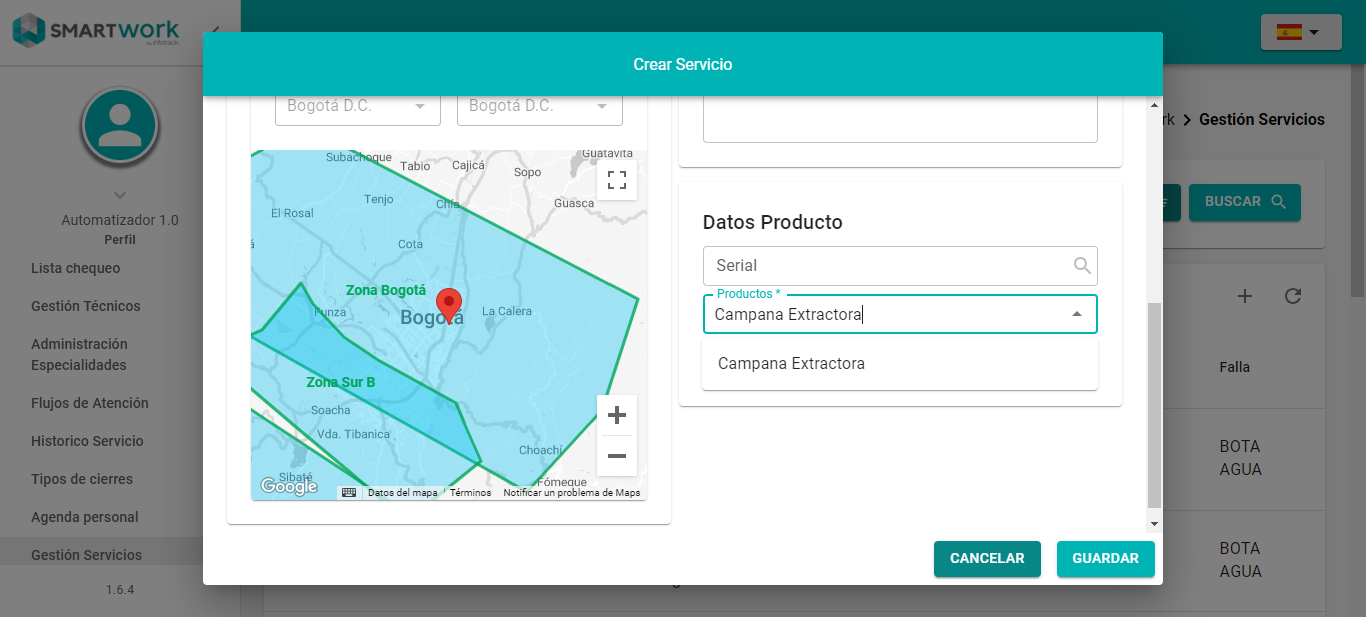 SMARTWORK
by infotrack
Crear Servicio
Gestión Servicios
BUSCAR
Automatizador 1.0
Perfil
Lista chequeo
Gestión Técnicos
Administración
Especialidades
Flujos de Atención
Historico Servicio
Tipos de cierres
Agenda personal
Gestión Servicios
1.6.4
Bogotá D.C.
Bogotá D.C.
Subachoque
Tabio
Cajicá
Sopo
Guatavita
Tenjo
Chía
Guasca
El Rosal
Cota
Zona Bogotá
Funza
Bogotá
La Calera
Zona Sur B
Soacha
Vda. Tibanica
Choachí
Sibaté
Fómeque
Google
Datos del mapa
Términos
Notificar un problema de Maps
Datos Producto
Serial
Productos *
Campana Extractora
Campana Extractora
CANCELAR
GUARDAR
Falla
BOTA
AGUA
BOTA
AGUA